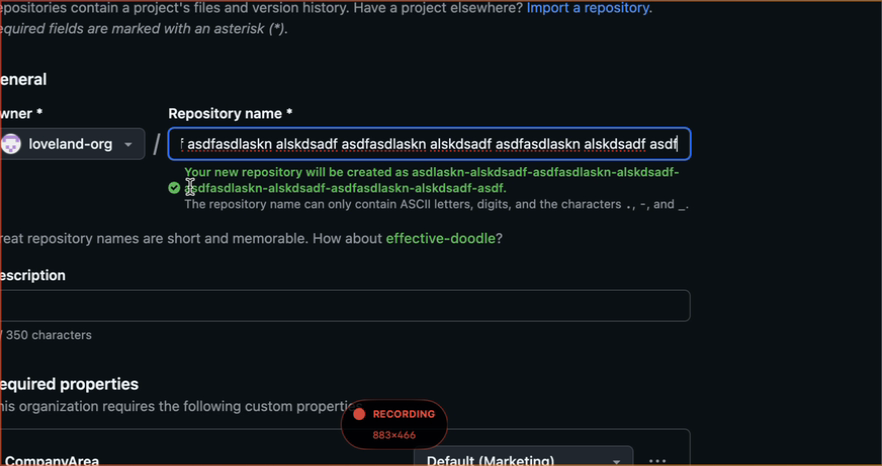 epositories contain a project's files and version history. Have a project elsewhere? Import a repository.
equired fields are marked with an asterisk (*).
eneral
wner *
Repository name *
loveland-org
/
f asdfasdlaskn alskdsadf asdfasdlaskn alskdsadf asdfasdlaskn alskdsadf asdf
Your new repository will be created as asdlaskn-alskdsadf-asdfasdlaskn-alskdsadf-
asdfasdlaskn-alskdsadf-asdfasdlaskn-alskdsadf-asdf.
The repository name can only contain ASCII letters, digits, and the characters ., -, and _.
reat repository names are short and memorable. How about effective-doodle?
escription
/ 350 characters
equired properties
his organization requires the following custom properti
RECORDING
883×466
CompanyArea
Default (Marketing)